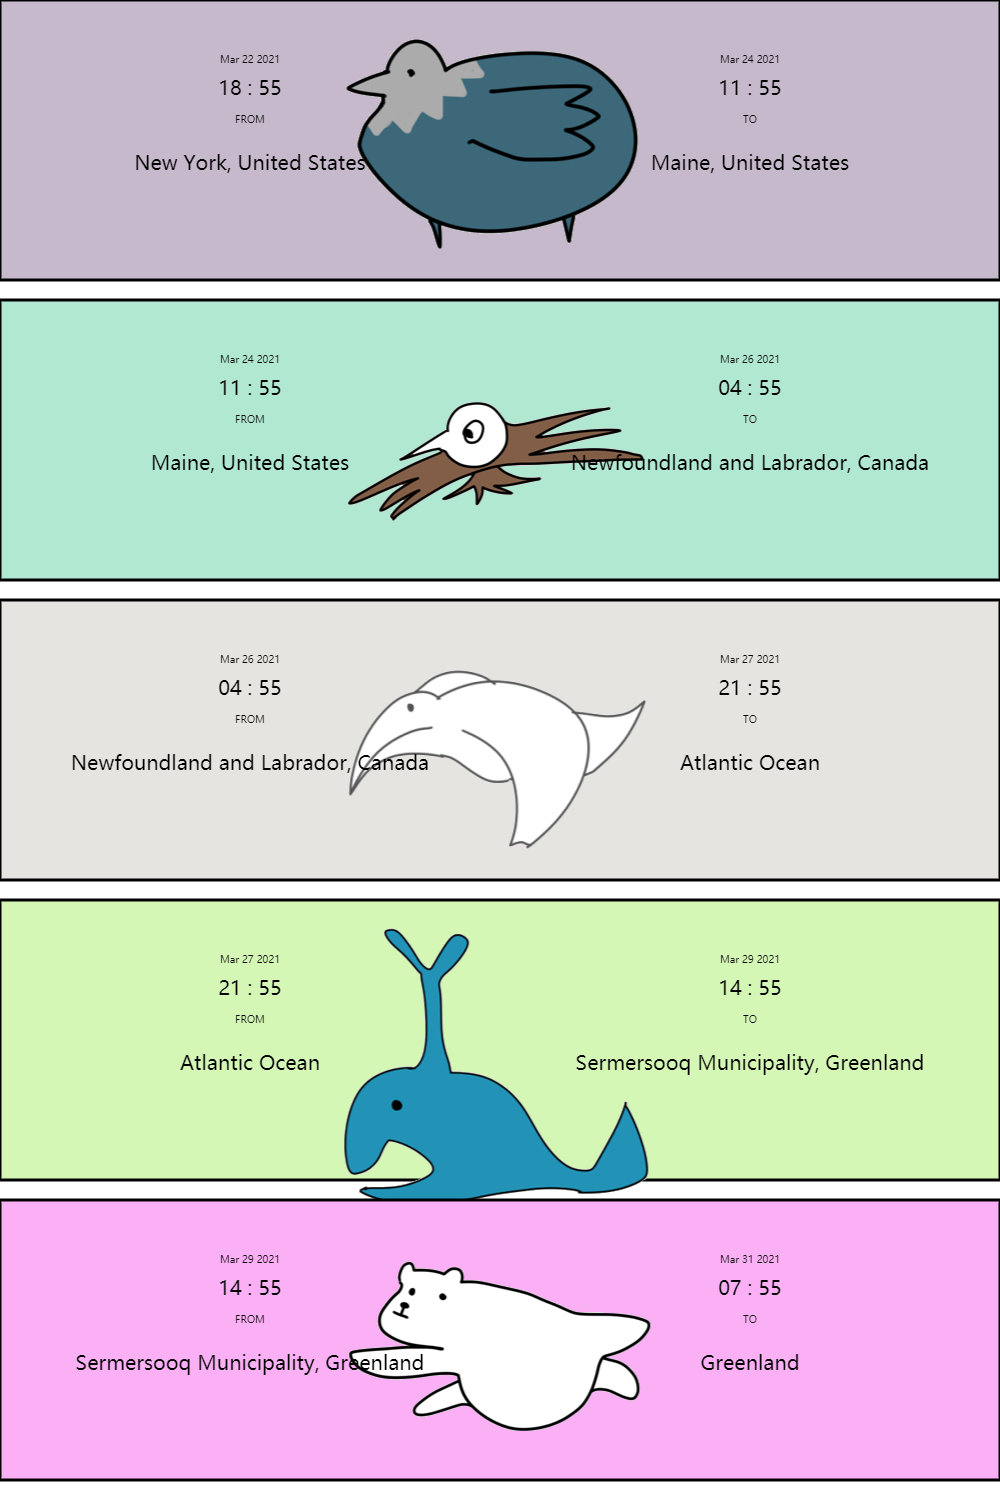 Mar 22 2021
18 : 55
FROM
New York, United States
Mar 24 2021
11 : 55
TO
Maine, United States
Mar 24 2021
11 : 55
FROM
Maine, United States
Mar 26 2021
04 : 55
TO
Newfoundland and Labrador, Canada
Mar 26 2021
04 : 55
FROM
Newfoundland and Labrador, Canada
Mar 27 2021
21 : 55
TO
Atlantic Ocean
Mar 27 2021
21 : 55
FROM
Atlantic Ocean
Mar 29 2021
14 : 55
TO
Sermersooq Municipality, Greenland
Mar 29 2021
14 : 55
FROM
Sermersooq Municipality, Greenland
Mar 31 2021
07 : 55
TO
Greenland